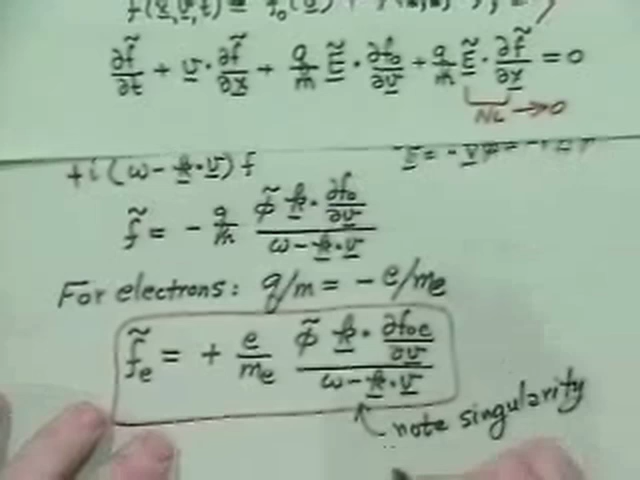 ∂f̃/∂t + v̲ · ∂f̃/∂x̲ + q/m Ẽ̲ · ∂f₀/∂v̲ + q/m Ẽ̲ · ∂f̃/∂x̲ = 0
NL → 0
i(ω - k̲ · v̲) f̃
f̃ = - q/m φ̃ k̲ · ∂f₀/∂v̲ / ω - k̲ · v̲
For electrons: q/m = - e/mₑ
f̃ₑ = + e/mₑ φ̃ k̲ · ∂f₀ₑ/∂v̲ / ω - k̲ · v̲
note singularity